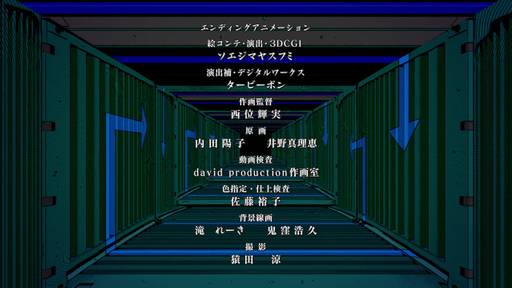 エンディングアニメーション
絵コンテ・演出・3DCGI
ソエジマヤスフミ
演出補・デジタルワークス
ターピーボン
作画監督
西位輝実
原画
内田陽子 井野真理恵
動画検査
david production作画室
色指定・仕上検査
佐藤裕子
背景線画
滝れーき 鬼窪浩久
撮影
猿田 涼